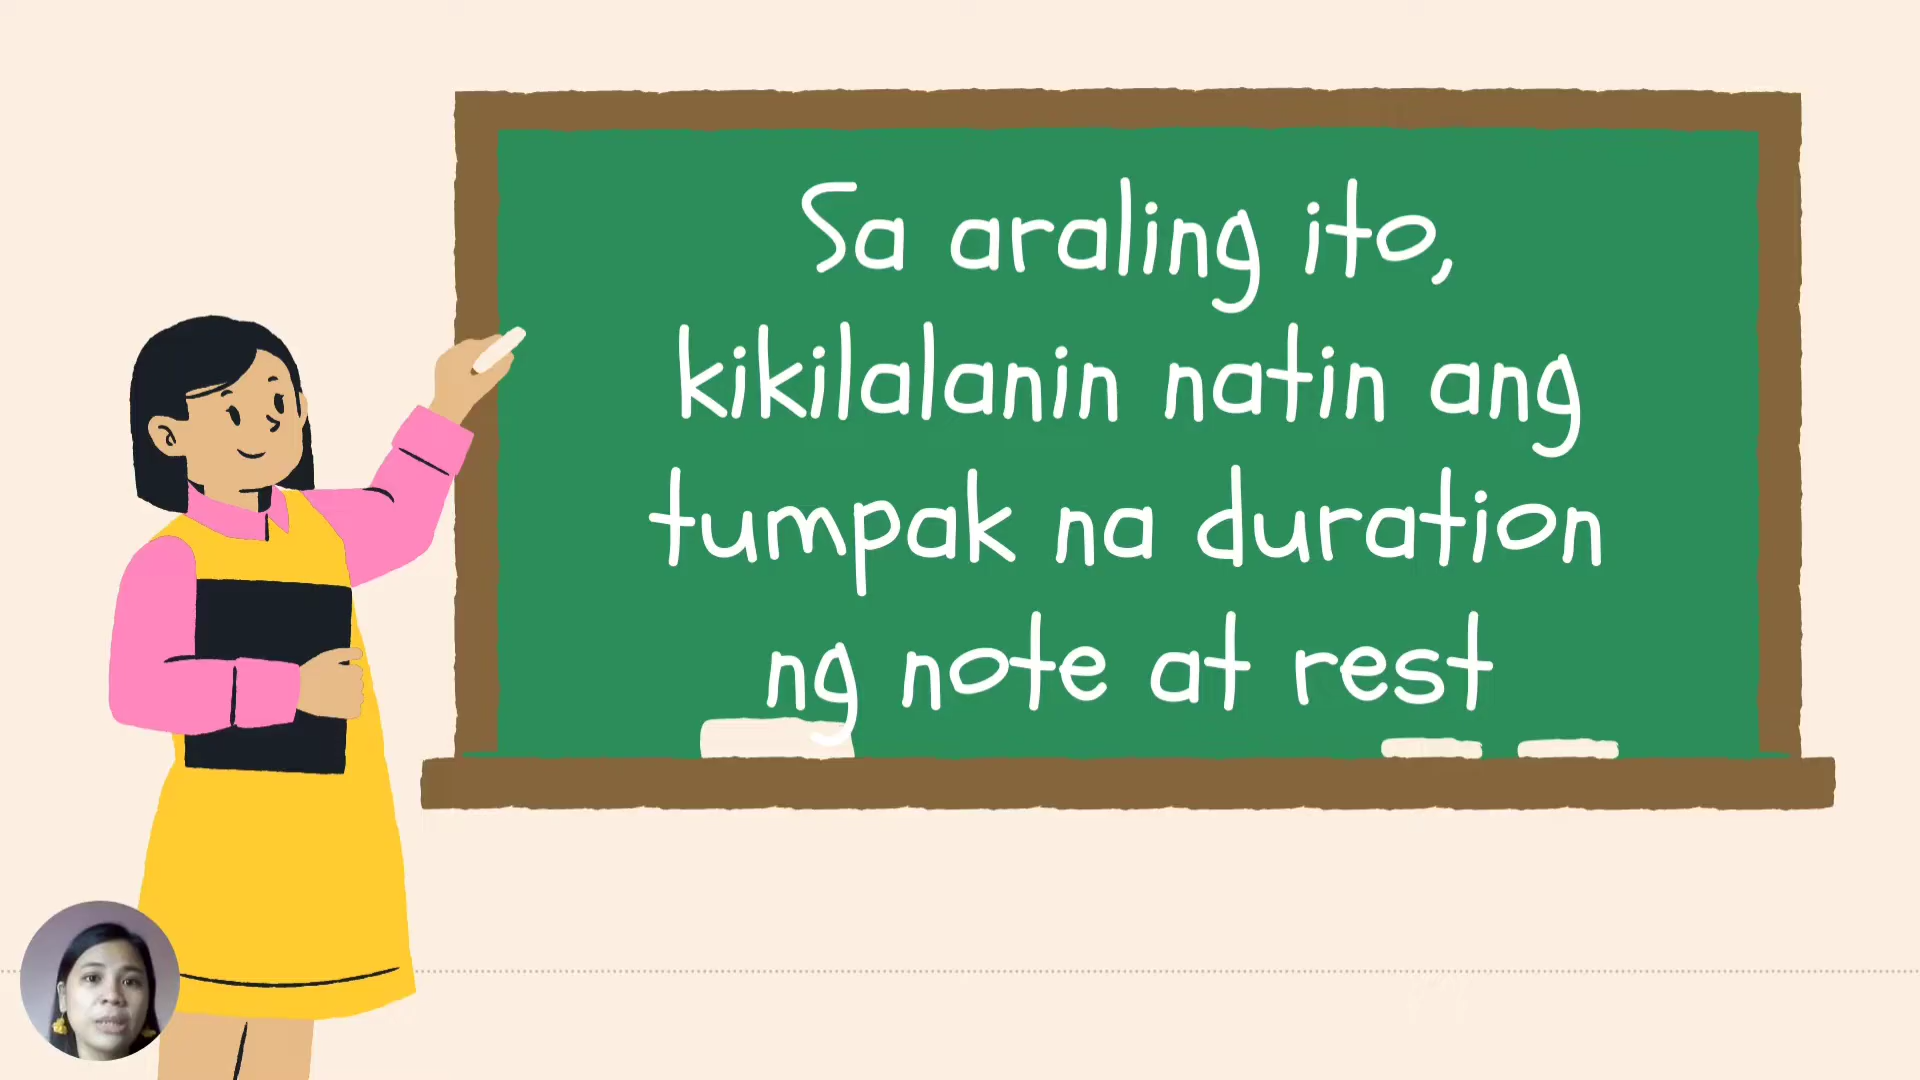 Sa araling ito,
kikilalanin natin ang
tumpak na duration
ng note at rest